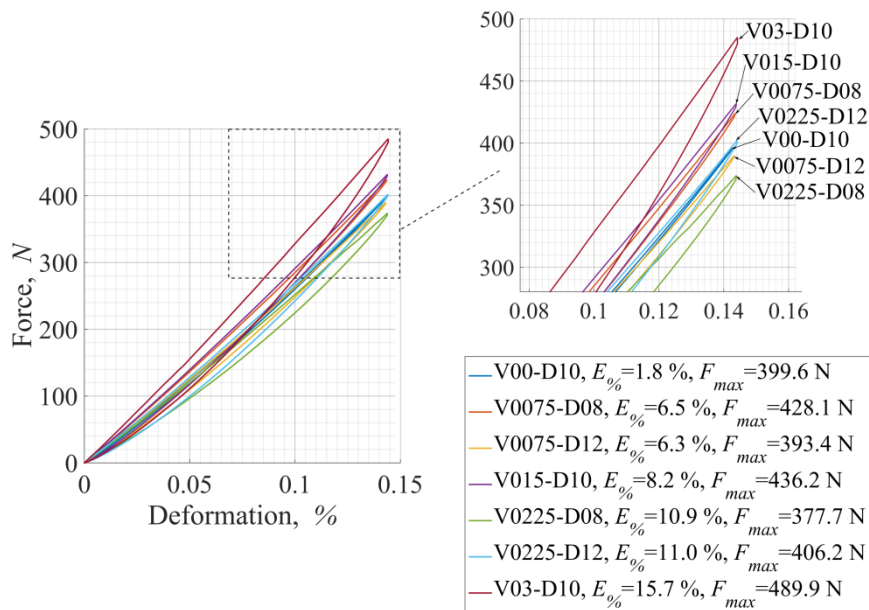 500
400
300
200
100
0
Force, N
0
0.05
0.1
0.15
Deformation, %
500
450
400
350
300
0.08
0.1
0.12
0.14
0.16
V03-D10
V015-D10
V0075-D08
V0225-D12
V00-D10
V0075-D12
V0225-D08
V00-D10, E%=1.8 %, Fmax=399.6 N
V0075-D08, E%=6.5 %, Fmax=428.1 N
V0075-D12, E%=6.3 %, Fmax=393.4 N
V015-D10, E%=8.2 %, Fmax=436.2 N
V0225-D08, E%=10.9 %, Fmax=377.7 N
V0225-D12, E%=11.0 %, Fmax=406.2 N
V03-D10, E%=15.7 %, Fmax=489.9 N